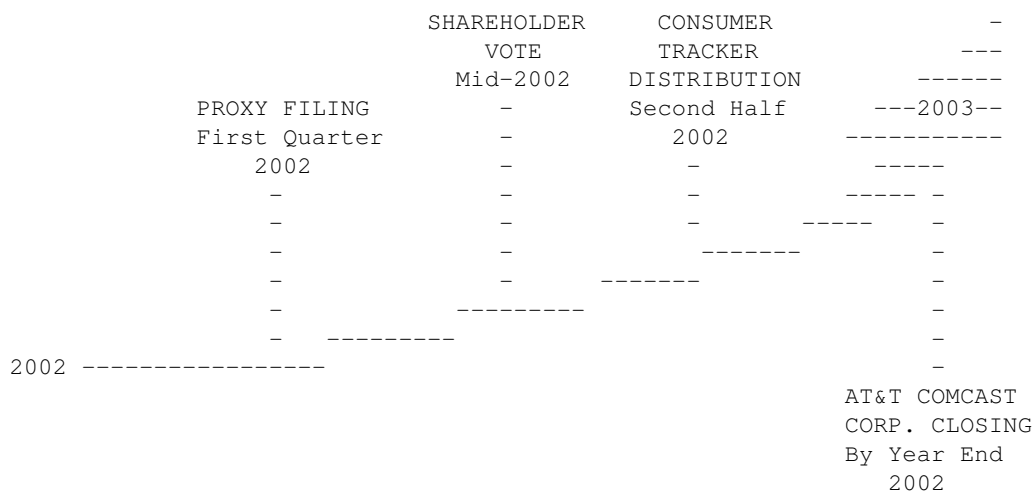 SHAREHOLDER CONSUMER -
VOTE TRACKER ---
Mid-2002 DISTRIBUTION ------
PROXY FILING - Second Half ---2003--
First Quarter - 2002 -----------
2002 - - -----
- - - ----- -
- - - ----- -
- - ------- -
- - ------- -
- --------- -
- --------- -
2002 ----------------- -
AT&T COMCAST
CORP. CLOSING
By Year End
2002